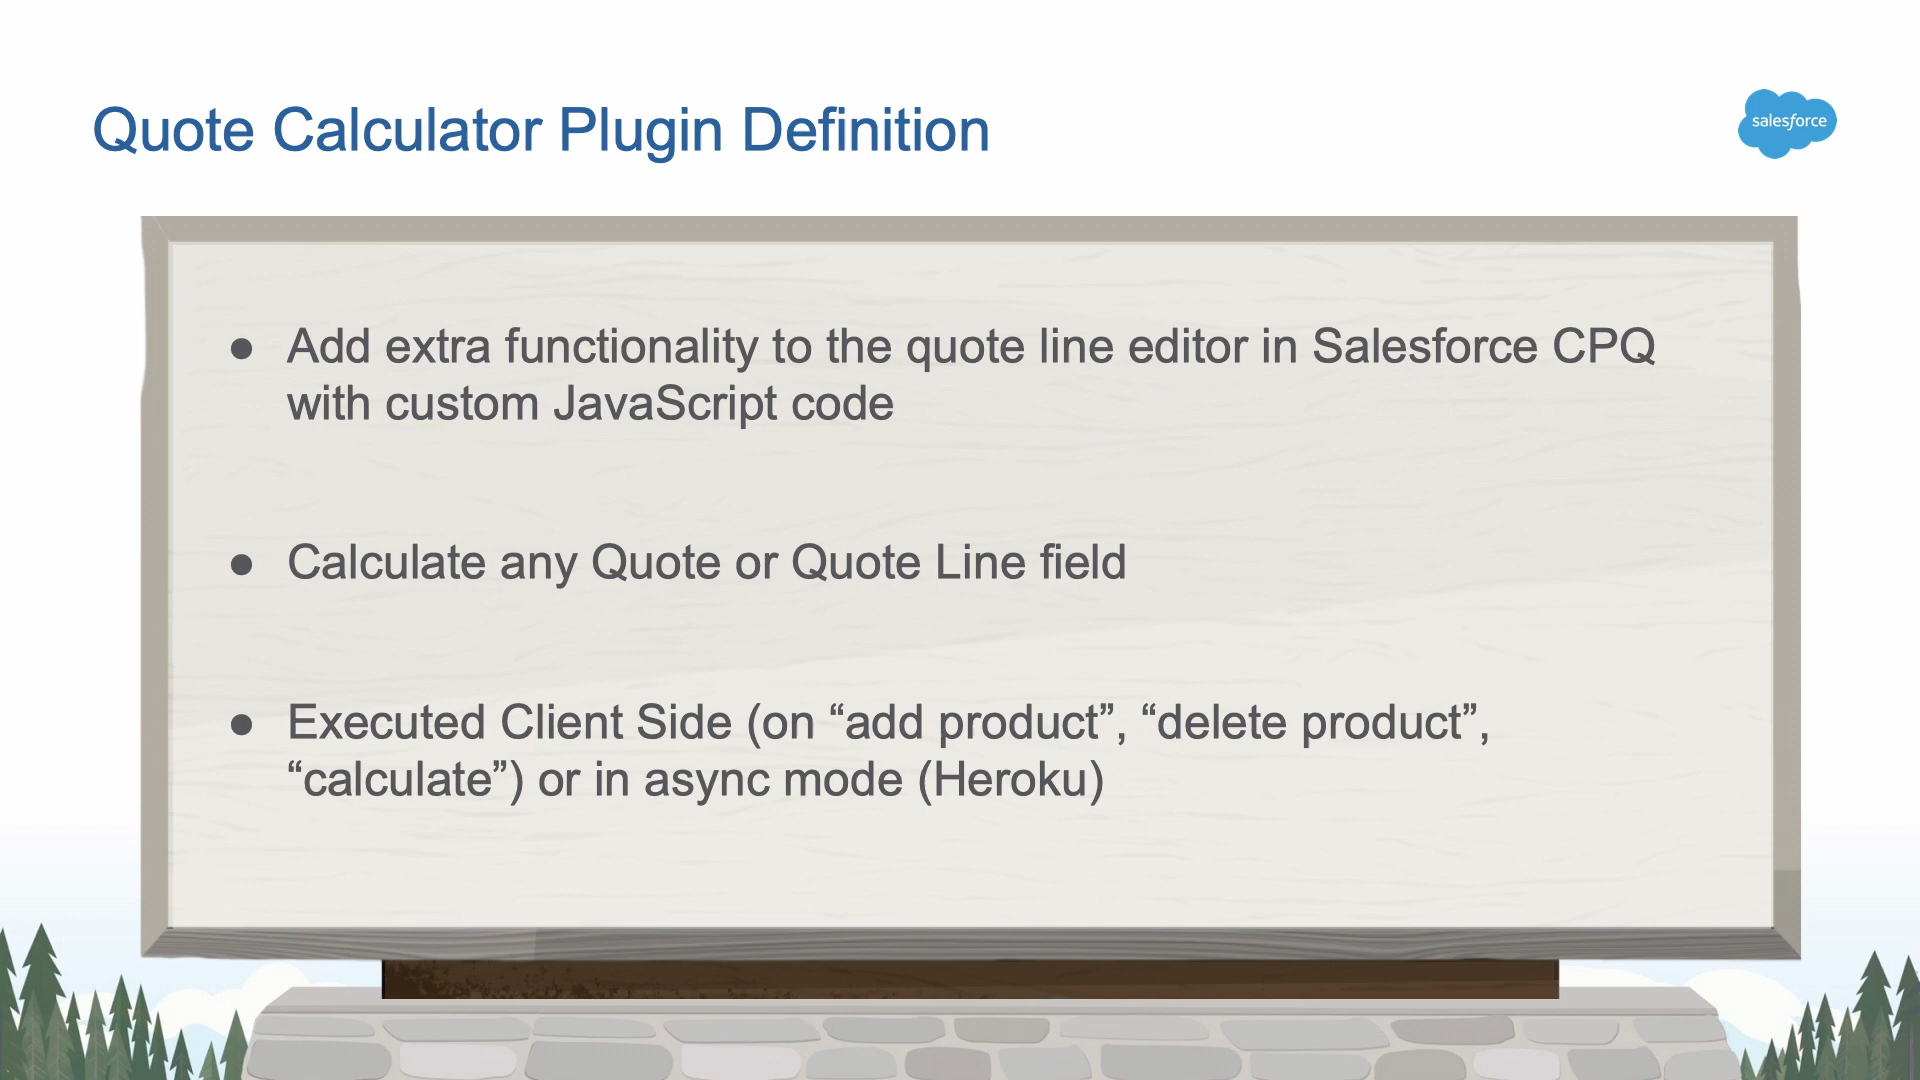 Quote Calculator Plugin Definition
salesforce
● Add extra functionality to the quote line editor in Salesforce CPQ
with custom JavaScript code
● Calculate any Quote or Quote Line field
● Executed Client Side (on “add product”, “delete product”,
“calculate”) or in async mode (Heroku)